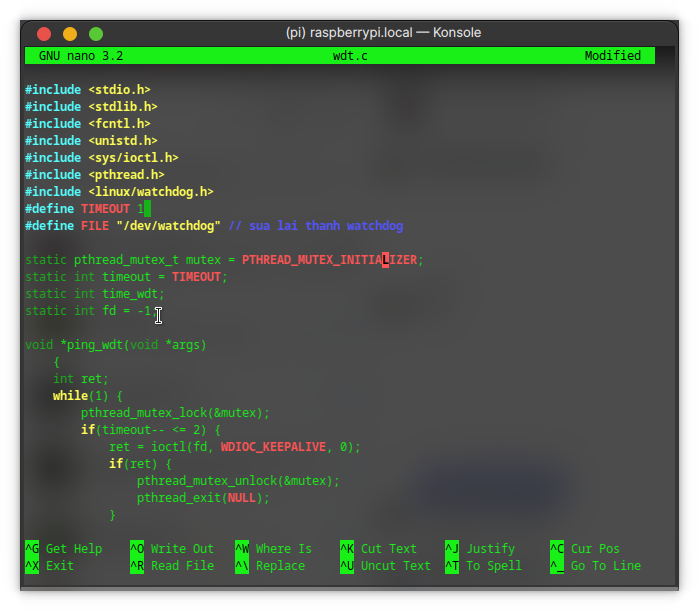 (pi) raspberrypi.local — Konsole
GNU nano 3.2 wdt.c Modified
#include <stdio.h>
#include <stdlib.h>
#include <fcntl.h>
#include <unistd.h>
#include <sys/ioctl.h>
#include <pthread.h>
#include <linux/watchdog.h>
#define TIMEOUT 1
#define FILE "/dev/watchdog" // sua lai thanh watchdog
static pthread_mutex_t mutex = PTHREAD_MUTEX_INITIALIZER;
static int timeout = TIMEOUT;
static int time_wdt;
static int fd = -1;
void *ping_wdt(void *args)
{
int ret;
while(1) {
pthread_mutex_lock(&mutex);
if(timeout-- <= 2) {
ret = ioctl(fd, WDIOC_KEEPALIVE, 0);
if(ret) {
pthread_mutex_unlock(&mutex);
pthread_exit(NULL);
}
^G Get Help ^O Write Out ^W Where Is ^K Cut Text ^J Justify ^C Cur Pos
^X Exit ^R Read File ^\ Replace ^U Uncut Text ^T To Spell ^_ Go To Line